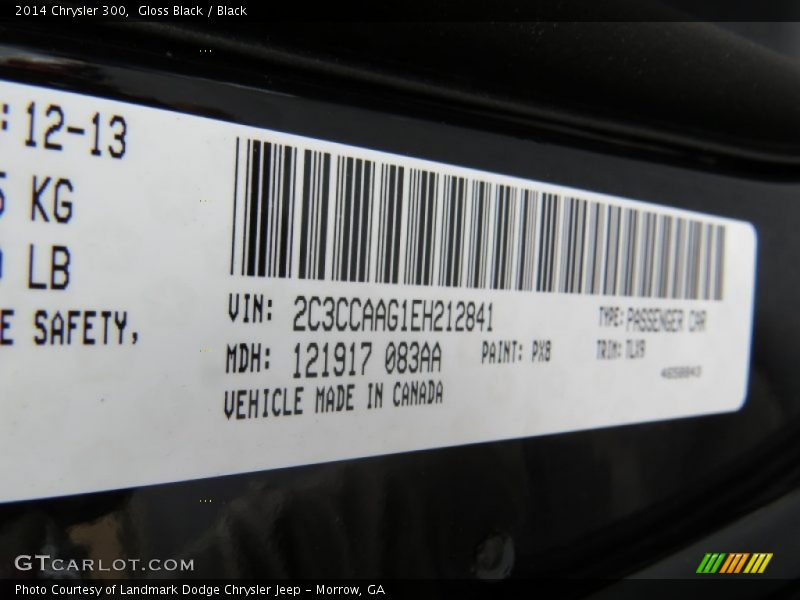 2014 Chrysler 300, Gloss Black / Black
: 12-13
KG
LB
E SAFETY,
VIN: 2C3CCAAG1EH212841
TYPE: PASSENGER CAR
MDH: 121917 083AA
PAINT: PX8
TRIM: TLX9
VEHICLE MADE IN CANADA
GTCARLOT.COM
Photo Courtesy of Landmark Dodge Chrysler Jeep - Morrow, GA